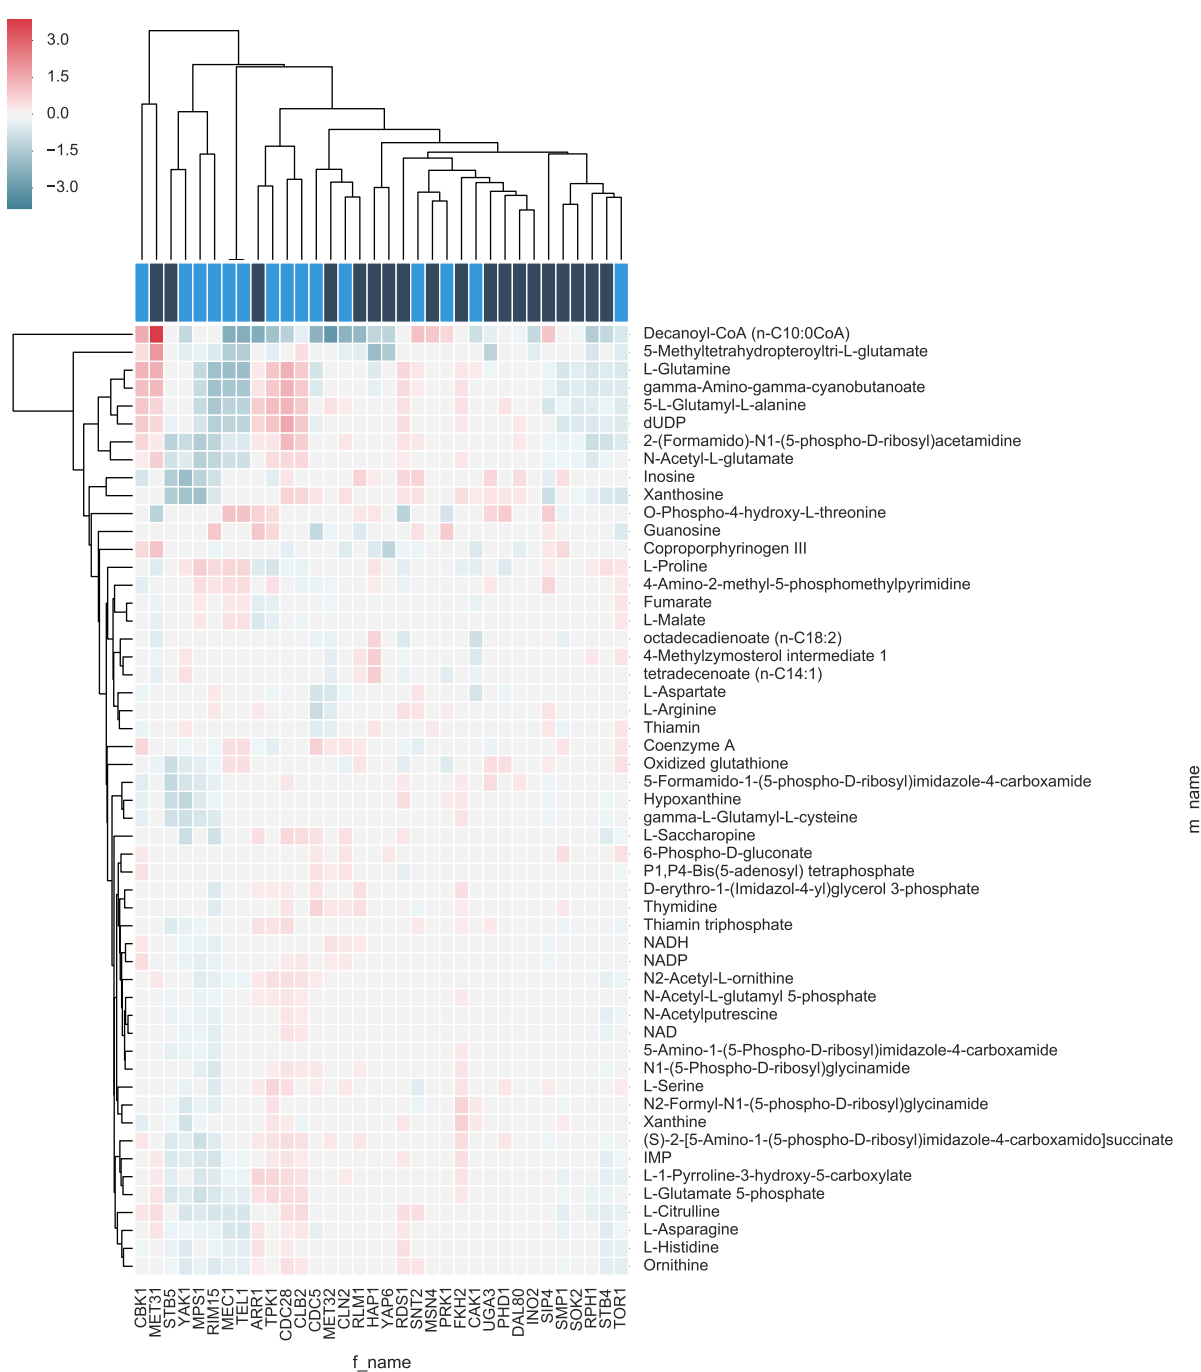 3.0
1.5
0.0
−1.5
−3.0
Decanoyl-CoA (n-C10:0CoA)
5-Methyltetrahydropteroyltri-L-glutamate
L-Glutamine
gamma-Amino-gamma-cyanobutanoate
5-L-Glutamyl-L-alanine
dUDP
2-(Formamido)-N1-(5-phospho-D-ribosyl)acetamidine
N-Acetyl-L-glutamate
Inosine
Xanthosine
O-Phospho-4-hydroxy-L-threonine
Guanosine
Coproporphyrinogen III
L-Proline
4-Amino-2-methyl-5-phosphomethylpyrimidine
Fumarate
L-Malate
octadecadienoate (n-C18:2)
4-Methylzymosterol intermediate 1
tetradecenoate (n-C14:1)
L-Aspartate
L-Arginine
Thiamin
Coenzyme A
Oxidized glutathione
5-Formamido-1-(5-phospho-D-ribosyl)imidazole-4-carboxamide
Hypoxanthine
gamma-L-Glutamyl-L-cysteine
L-Saccharopine
6-Phospho-D-gluconate
P1,P4-Bis(5-adenosyl) tetraphosphate
D-erythro-1-(Imidazol-4-yl)glycerol 3-phosphate
Thymidine
Thiamin triphosphate
NADH
NADP
N2-Acetyl-L-ornithine
N-Acetyl-L-glutamyl 5-phosphate
N-Acetylputrescine
NAD
5-Amino-1-(5-Phospho-D-ribosyl)imidazole-4-carboxamide
N1-(5-Phospho-D-ribosyl)glycinamide
L-Serine
N2-Formyl-N1-(5-phospho-D-ribosyl)glycinamide
Xanthine
(S)-2-[5-Amino-1-(5-phospho-D-ribosyl)imidazole-4-carboxamido]succinate
IMP
L-1-Pyrroline-3-hydroxy-5-carboxylate
L-Glutamate 5-phosphate
L-Citrulline
L-Asparagine
L-Histidine
Ornithine
m_name
CBK1
MET31
STB5
YAK1
MPS1
RIM15
MEC1
TEL1
ARR1
TPK1
CDC28
CLB2
CDC5
MET32
CLN2
RLM1
HAP1
YAP6
RDS1
SNT2
MSN4
PRK1
FKH2
CAK1
UGA3
PHD1
DAL80
INO2
SIP4
SMP1
SOK2
RPH1
STB4
TOR1
f_name